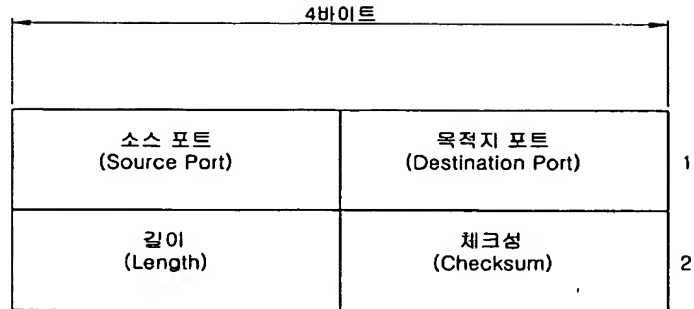 4바이트
소스 포트
(Source Port)
목적지 포트
(Destination Port)
1
길이
(Length)
체크성
(Checksum)
2